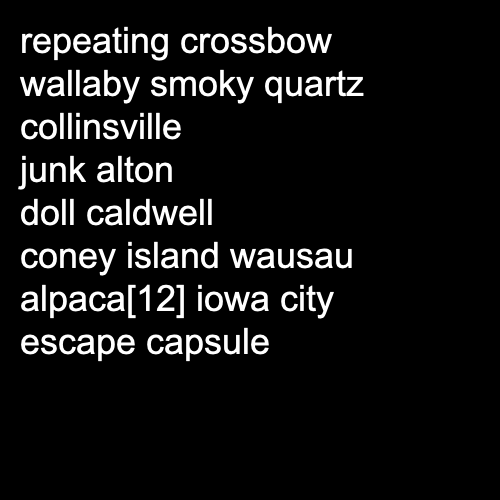 repeating crossbow
wallaby smoky quartz
collinsville
junk alton
doll caldwell
coney island wausau
alpaca[12] iowa city
escape capsule